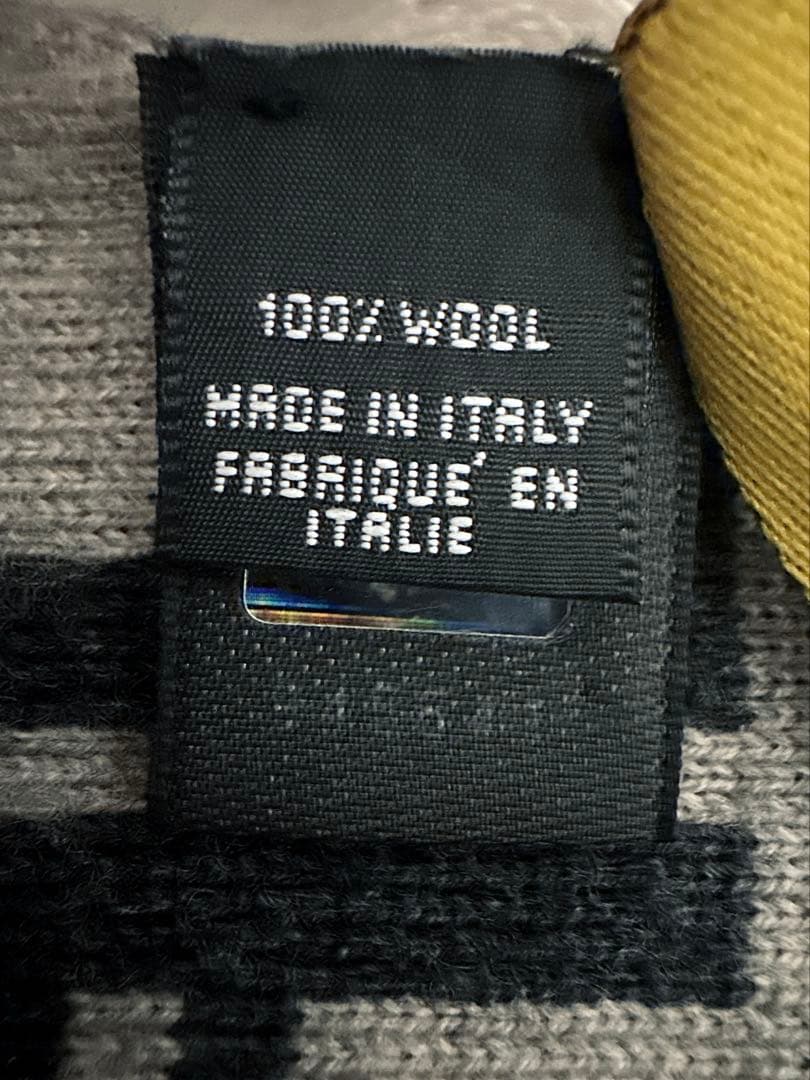 100% WOOL
MADE IN ITALY
FABRIQUE' EN
ITALIE